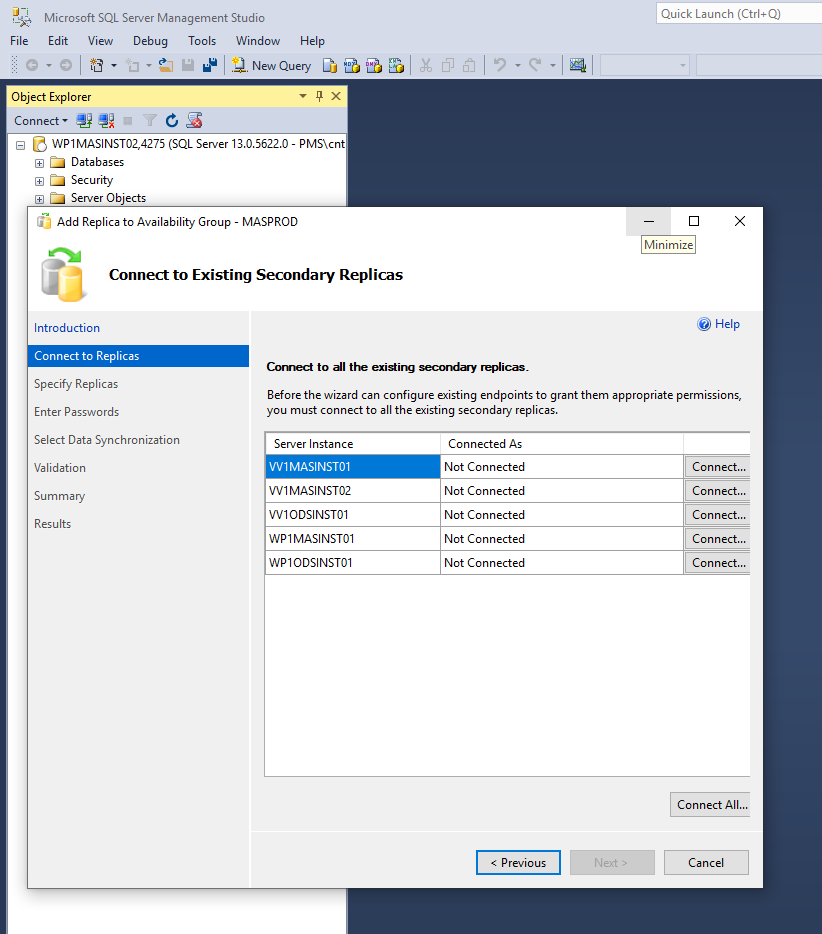 Microsoft SQL Server Management Studio
Quick Launch (Ctrl+Q)
File Edit View Debug Tools Window Help
New Query
Object Explorer
Connect
WP1MASINST02,4275 (SQL Server 13.0.5622.0 - PMS\cnt
Databases
Security
Server Objects
Add Replica to Availability Group - MASPROD
Minimize
Connect to Existing Secondary Replicas
Help
Introduction
Connect to Replicas
Specify Replicas
Enter Passwords
Select Data Synchronization
Validation
Summary
Results
Connect to all the existing secondary replicas.
Before the wizard can configure existing endpoints to grant them appropriate permissions,
you must connect to all the existing secondary replicas.
Server Instance Connected As
VV1MASINST01 Not Connected Connect...
VV1MASINST02 Not Connected Connect...
VV1ODSINST01 Not Connected Connect...
WP1MASINST01 Not Connected Connect...
WP1ODSINST01 Not Connected Connect...
Connect All...
< Previous Next > Cancel